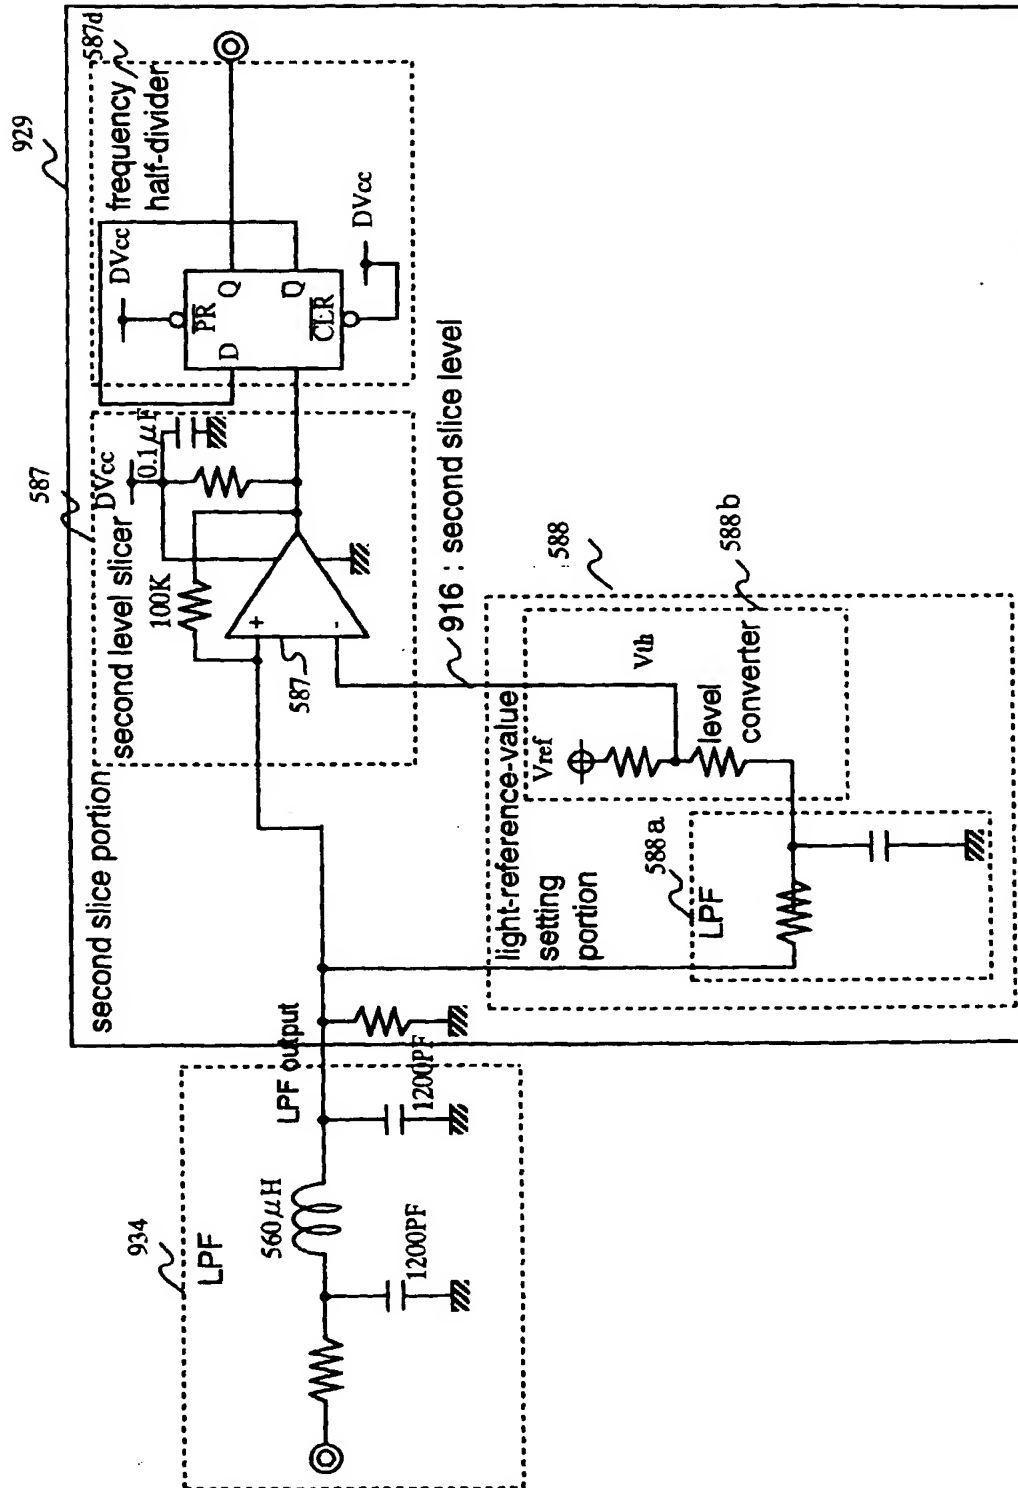 934
LPF
560μH
1200PF
1200PF
LPF output
929
second slice portion
587
second level slicer
100K
DVcc
0.1μF
+
-
587
587d
frequency
half-divider
DVcc
PR
D
Q
Q
CLR
DVcc
916 : second slice level
588
light-reference-value
setting
portion
588a
LPF
588b
Vref
Vth
level
converter